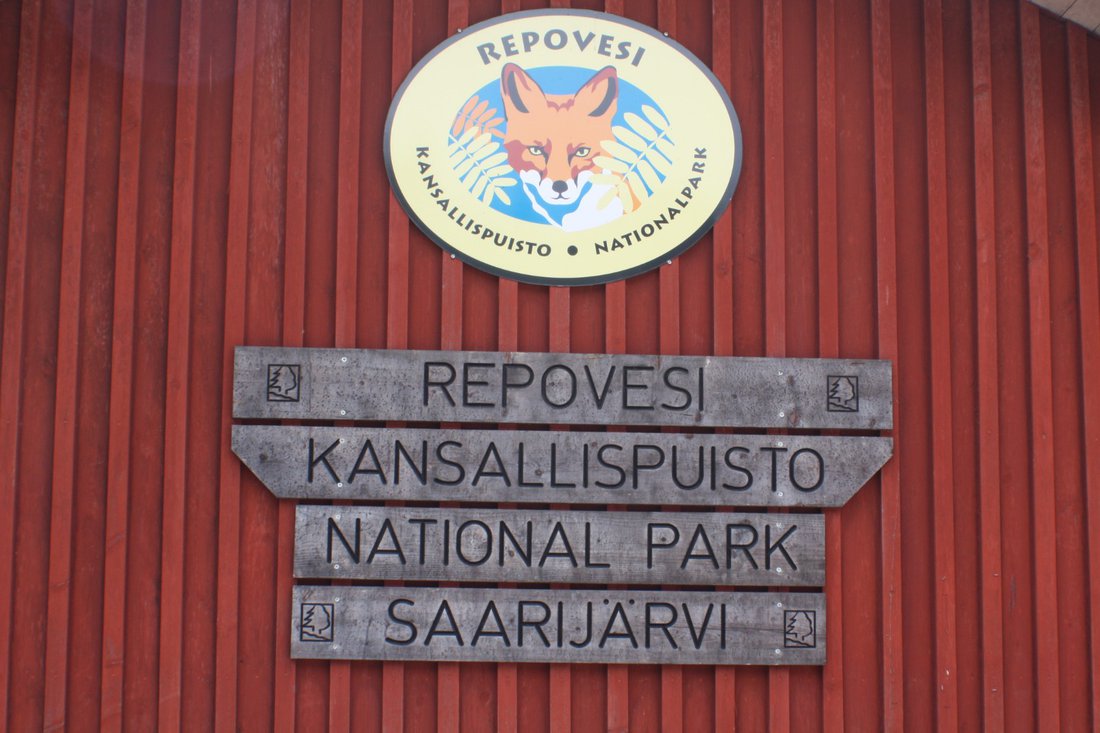 REPOVESI
KANSALLISPUISTO • NATIONALPARK
REPOVESI
KANSALLISPUISTO
NATIONAL PARK
SAARIJÄRVI